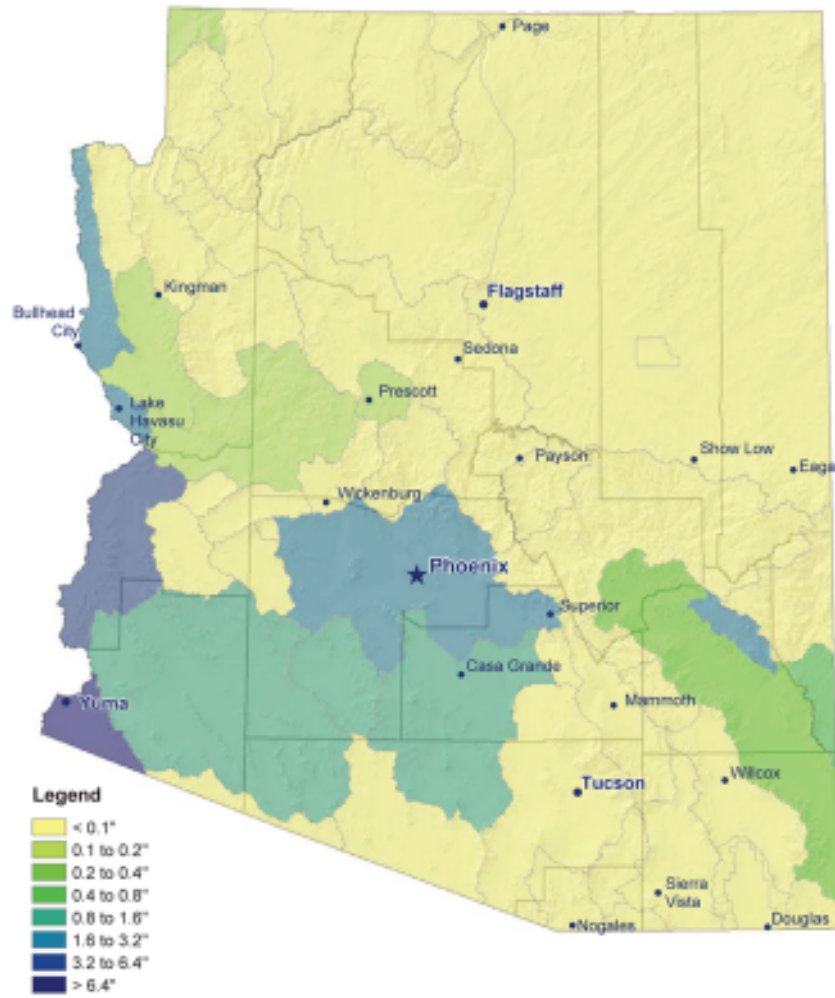 Page
Kingman
Flagstaff
Bullhead
City
Sedona
Lake
Havasu
City
Prescott
Payson
Show Low
Eaga
Wickenburg
Phoenix
Superior
Casa Grande
Yuma
Mammoth
Tucson
Willcox
Sierra
Vista
Nogales
Douglas
Legend
< 0.1"
0.1 to 0.2"
0.2 to 0.4"
0.4 to 0.8"
0.8 to 1.6"
1.6 to 3.2"
3.2 to 6.4"
> 6.4"